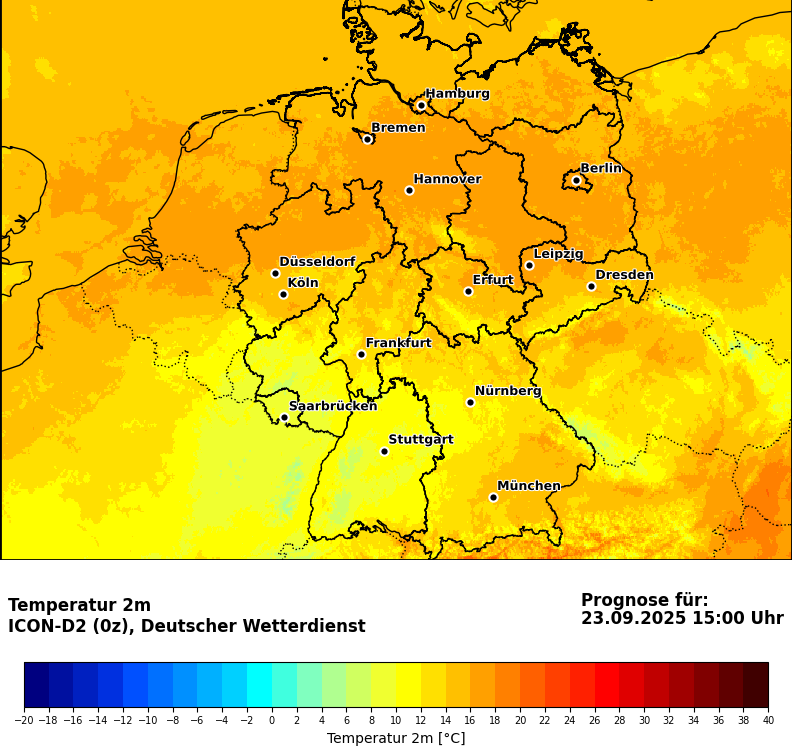 Hamburg
Bremen
Berlin
Hannover
Leipzig
Düsseldorf
Dresden
Erfurt
Köln
Frankfurt
Nürnberg
Saarbrücken
Stuttgart
München
Temperatur 2m
ICON-D2 (0z), Deutscher Wetterdienst
Prognose für:
23.09.2025 15:00 Uhr
−20 −18 −16 −14 −12 −10 −8 −6 −4 −2 0 2 4 6 8 10 12 14 16 18 20 22 24 26 28 30 32 34 36 38 40
Temperatur 2m [°C]